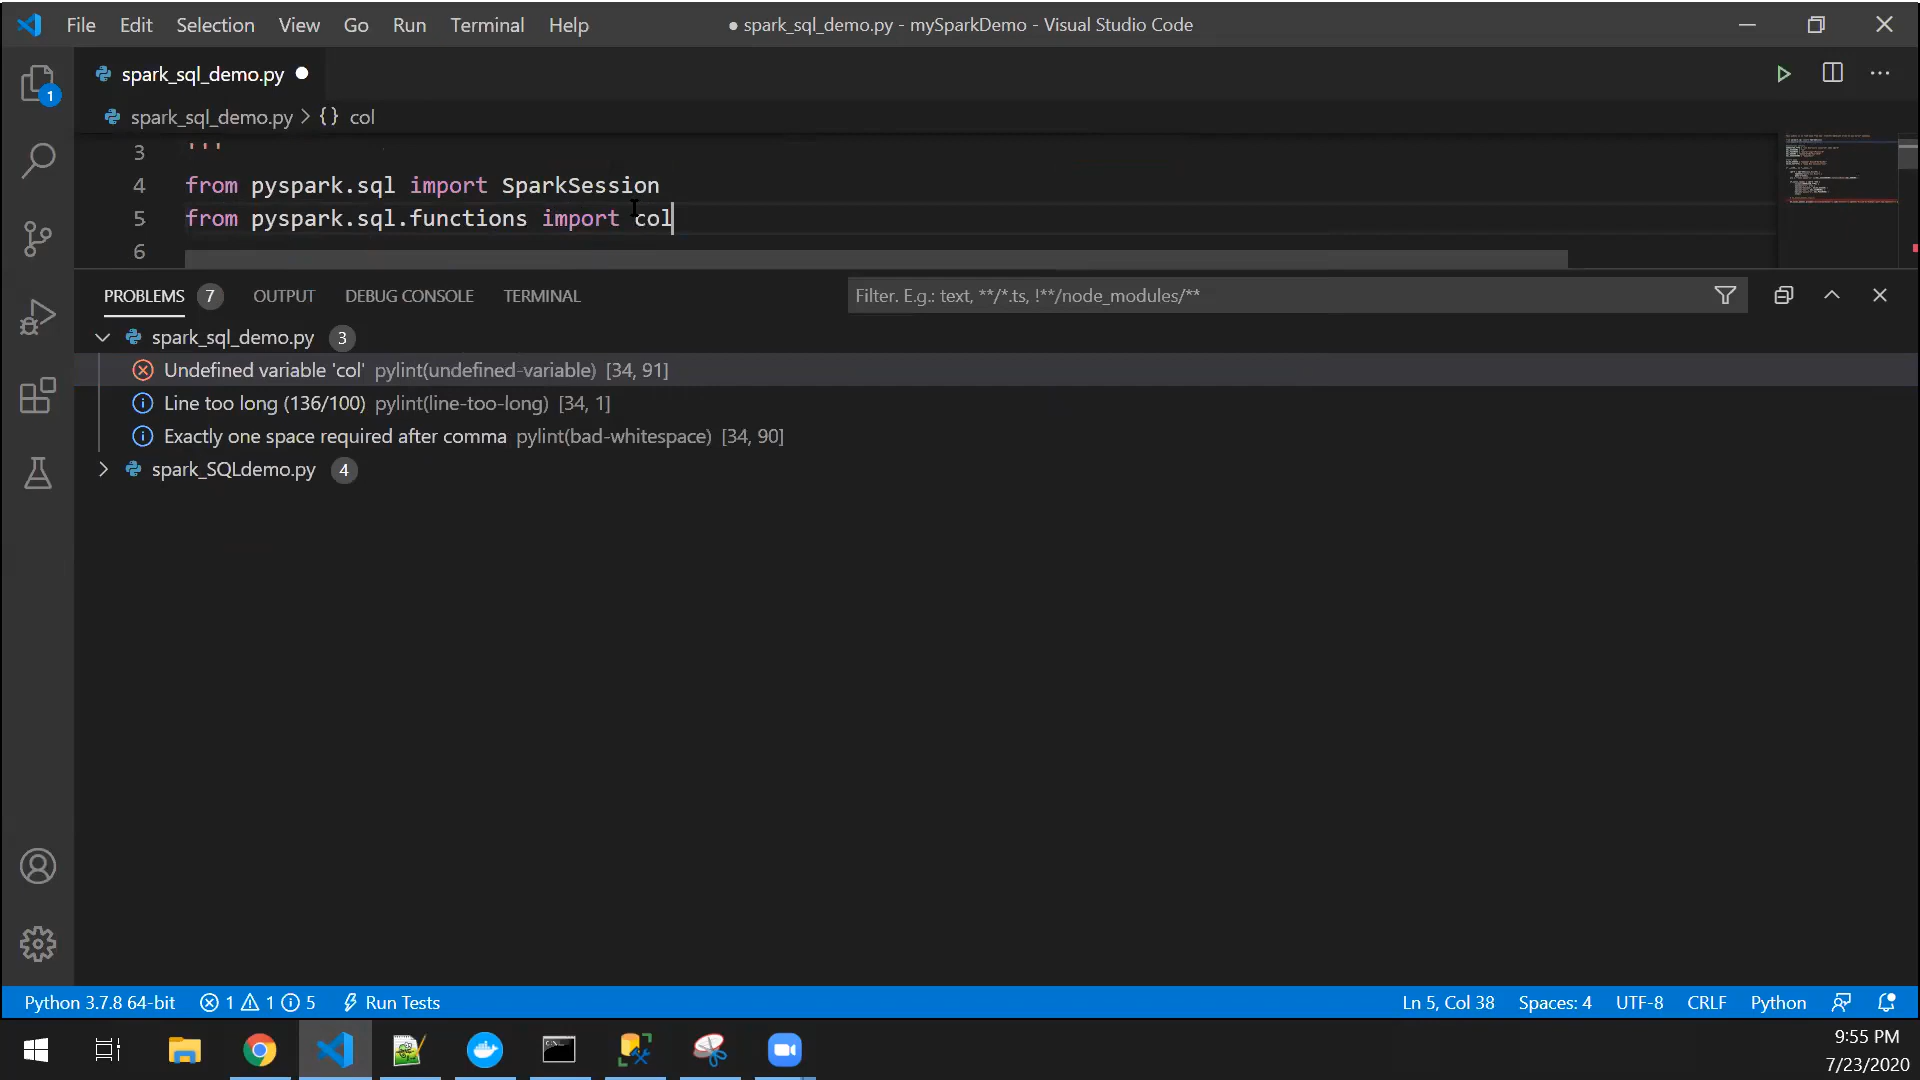 File Edit Selection View Go Run Terminal Help ● spark_sql_demo.py - mySparkDemo - Visual Studio Code
1
spark_sql_demo.py ●
spark_sql_demo.py > {} col
3 '''
4 from pyspark.sql import SparkSession
5 from pyspark.sql.functions import col
6
PROBLEMS 7 OUTPUT DEBUG CONSOLE TERMINAL Filter. E.g.: text, **/*.ts, !**/node_modules/**
spark_sql_demo.py 3
Undefined variable 'col' pylint(undefined-variable) [34, 91]
Line too long (136/100) pylint(line-too-long) [34, 1]
Exactly one space required after comma pylint(bad-whitespace) [34, 90]
spark_SQLdemo.py 4
Python 3.7.8 64-bit 1 1 5 Run Tests Ln 5, Col 38 Spaces: 4 UTF-8 CRLF Python
9:55 PM
7/23/2020